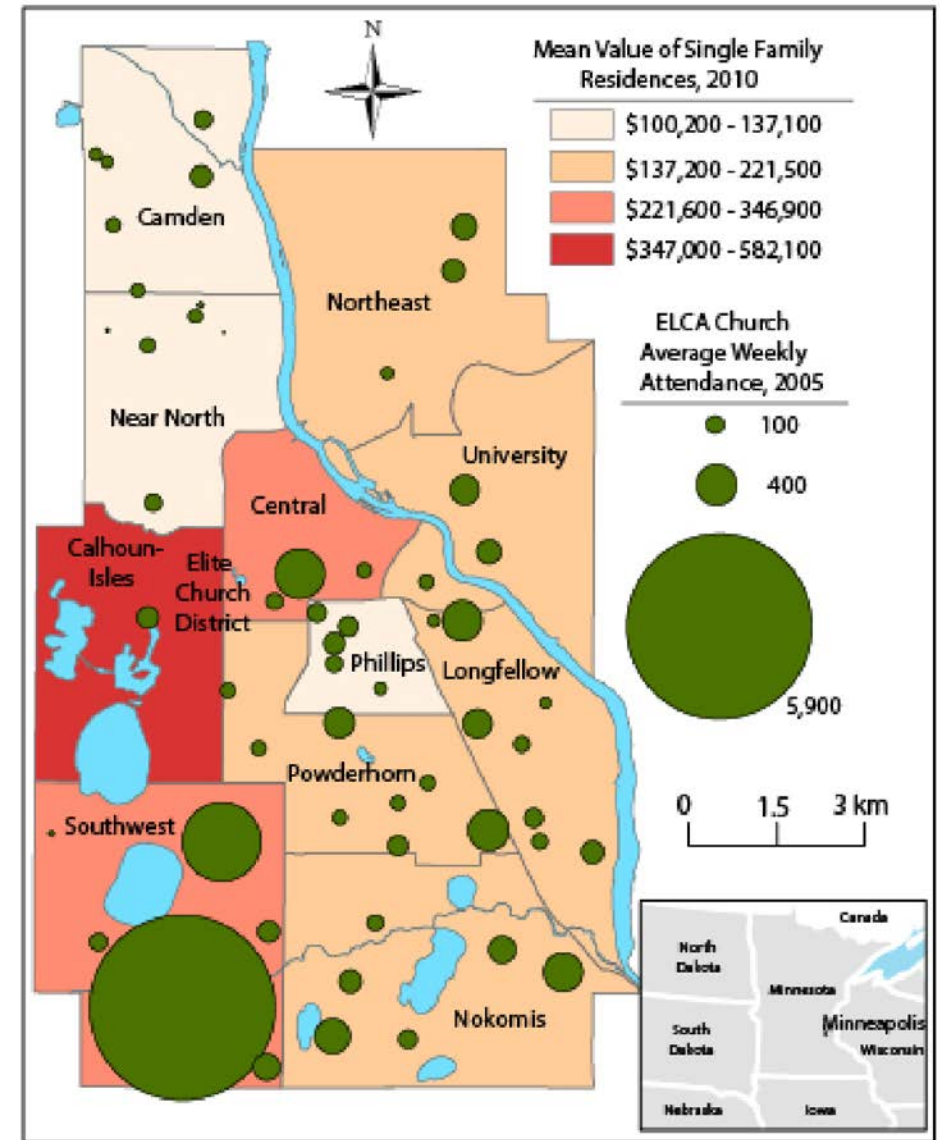 N
Mean Value of Single Family
Residences, 2010
$100,200 - 137,100
$137,200 - 221,500
$221,600 - 346,900
$347,000 - 582,100
ELCA Church
Average Weekly
Attendance, 2005
100
400
5,900
0 1.5 3 km
Camden
Northeast
Near North
University
Central
Calhoun-
Isles
Elite
Church
District
Phillips
Longfellow
Powderhorn
Southwest
Nokomis
Canada
North
Dakota
Minnesota
Minneapolis
South
Dakota
Wisconsin
Nebraska
Iowa